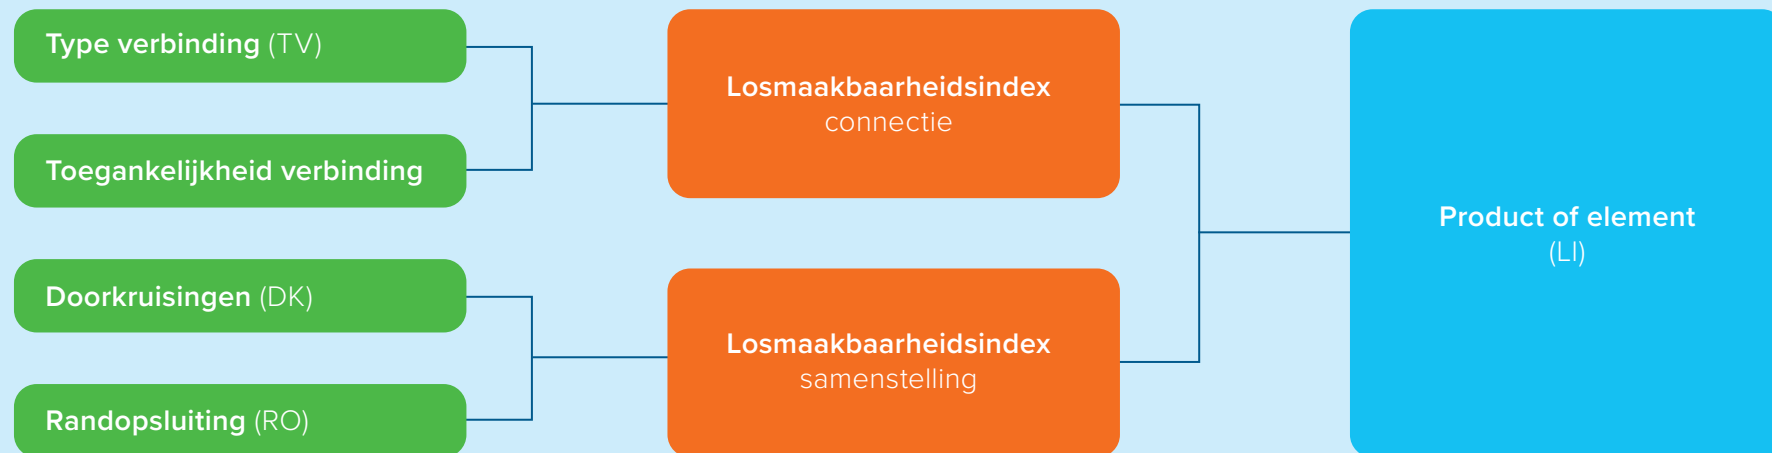 Type verbinding (TV)
Toegankelijkheid verbinding
Doorkruisingen (DK)
Randopsluiting (RO)
Losmaakbaarheidsindex
connectie
Losmaakbaarheidsindex
samenstelling
Product of element
(LI)